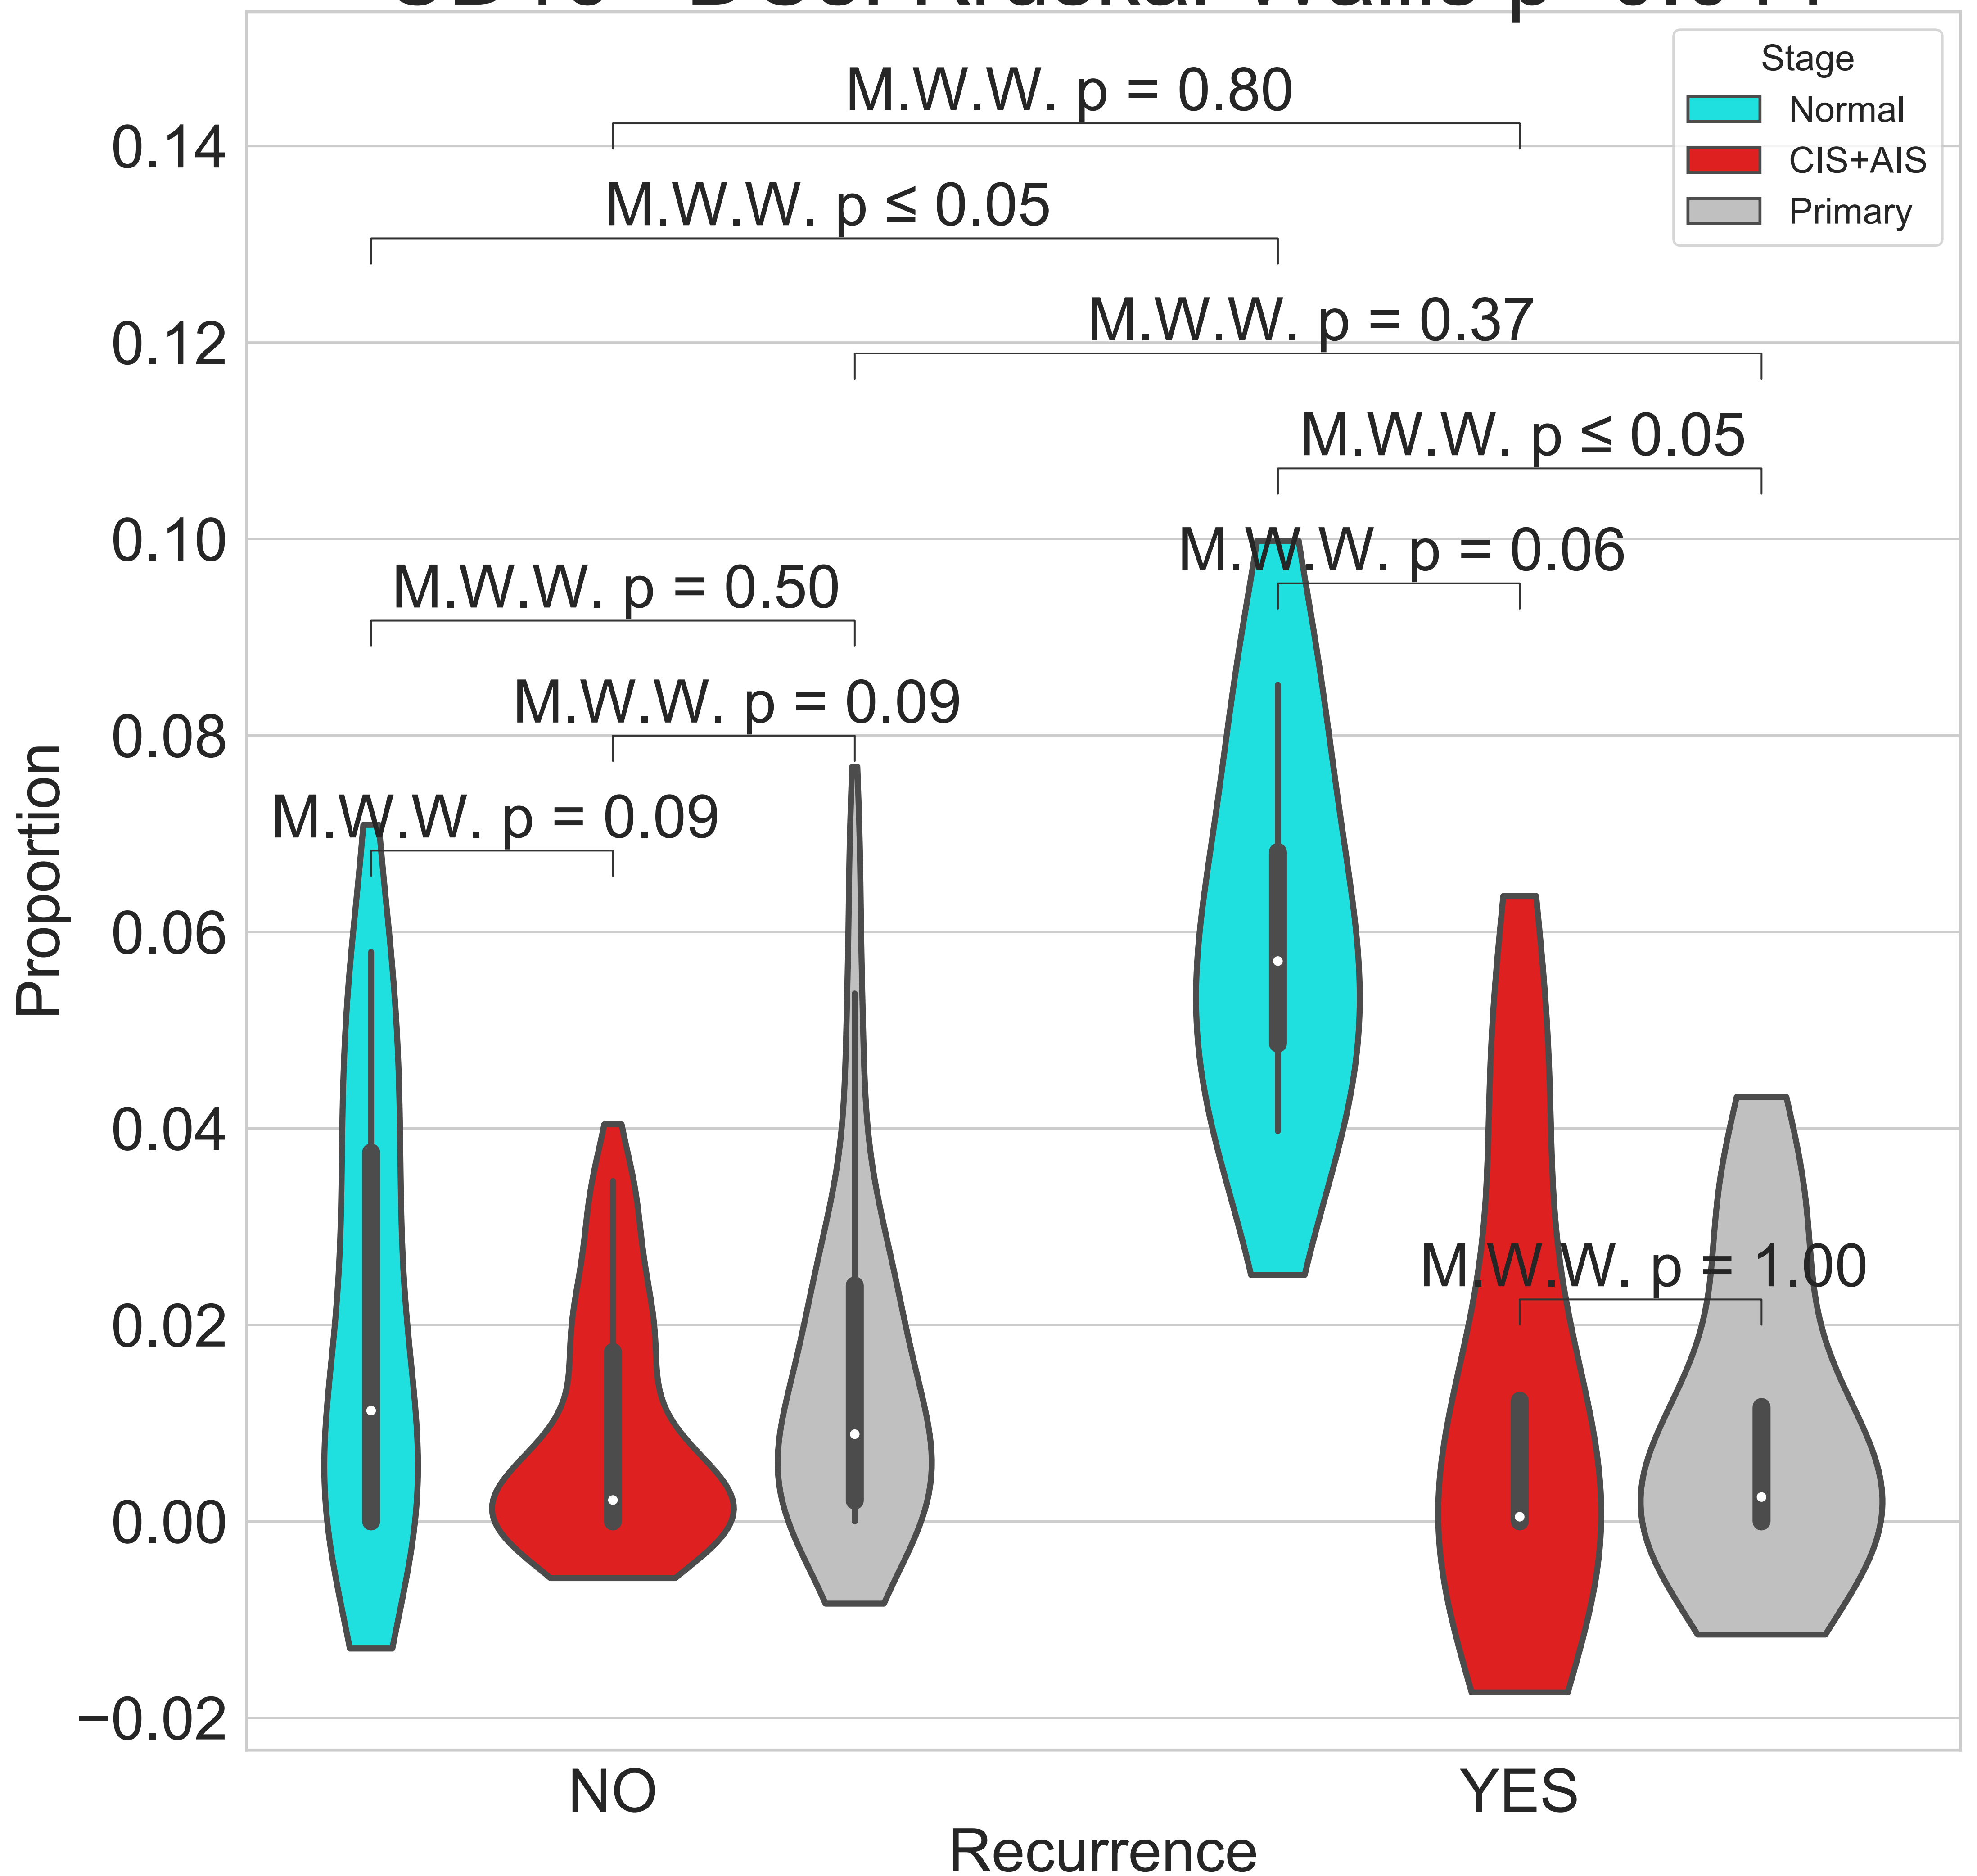 Stage
Normal
CIS+AIS
Primary
M.W.W. p = 0.80
M.W.W. p ≤ 0.05
M.W.W. p = 0.37
M.W.W. p ≤ 0.05
M.W.W. p = 0.06
M.W.W. p = 0.50
M.W.W. p = 0.09
M.W.W. p = 0.09
M.W.W. p = 1.00
0.14
0.12
0.10
0.08
0.06
0.04
0.02
0.00
−0.02
Proportion
NO
YES
Recurrence